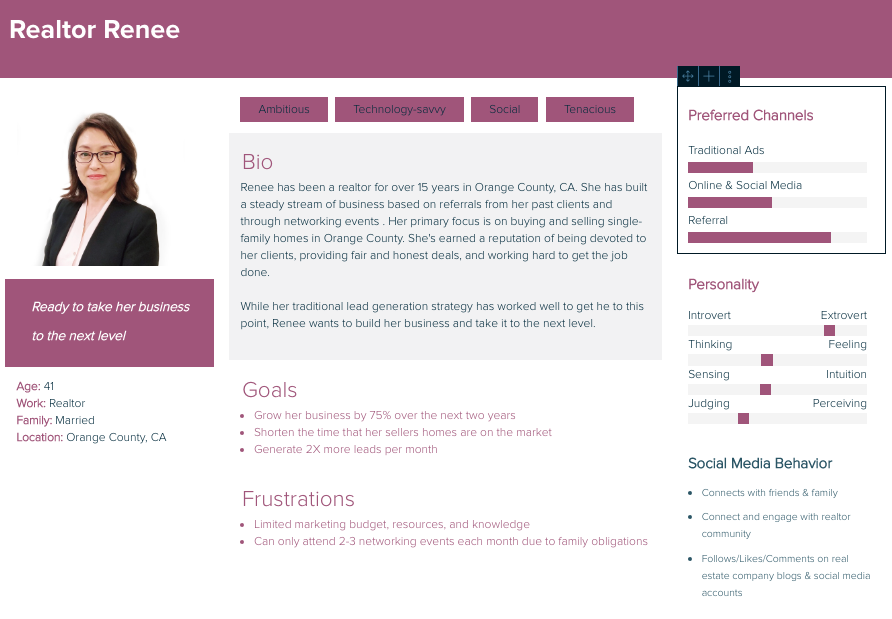 Realtor Renee
Ambitious
Technology-savvy
Social
Tenacious
Ready to take her business
to the next level
Age: 41
Work: Realtor
Family: Married
Location: Orange County, CA
Bio
Renee has been a realtor for over 15 years in Orange County, CA. She has built
a steady stream of business based on referrals from her past clients and
through networking events . Her primary focus is on buying and selling single-
family homes in Orange County. She's earned a reputation of being devoted to
her clients, providing fair and honest deals, and working hard to get the job
done.
While her traditional lead generation strategy has worked well to get he to this
point, Renee wants to build her business and take it to the next level.
Goals
Grow her business by 75% over the next two years
Shorten the time that her sellers homes are on the market
Generate 2X more leads per month
Frustrations
Limited marketing budget, resources, and knowledge
Can only attend 2-3 networking events each month due to family obligations
Preferred Channels
Traditional Ads
Online & Social Media
Referral
Personality
Introvert Extrovert
Thinking Feeling
Sensing Intuition
Judging Perceiving
Social Media Behavior
Connects with friends & family
Connect and engage with realtor
community
Follows/Likes/Comments on real
estate company blogs & social media
accounts